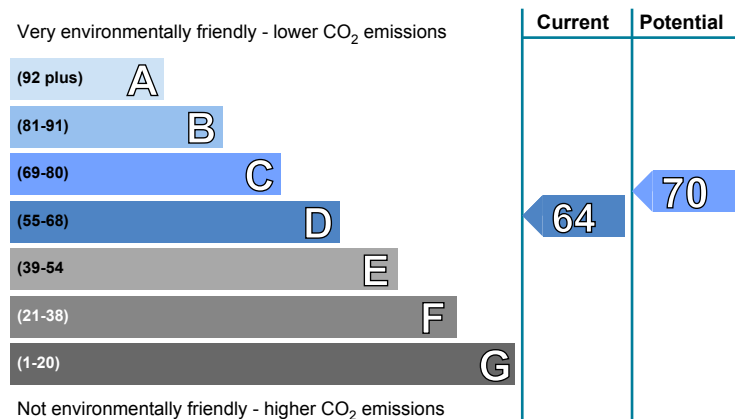 Very environmentally friendly - lower CO₂ emissions
Current
Potential
(92 plus) A
(81-91) B
(69-80) C
(55-68) D
(39-54 E
(21-38) F
(1-20) G
64
70
Not environmentally friendly - higher CO₂ emissions